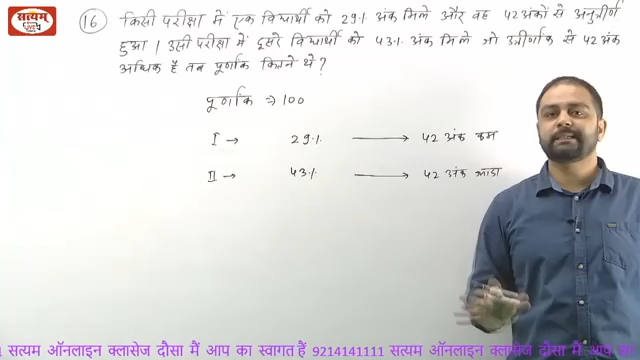 सत्यम्
16 किसी परीक्षा में एक विद्यार्थी को 29% अंक मिले और वह 42 अंकों से अनुत्तीर्ण
हुआ । उसी परीक्षा में दूसरे विद्यार्थी को 43% अंक मिले जो उत्तीर्णांक से 42 अंक
अधिक है तब पूर्णांक कितने थे ?
पूर्णांक ⇒ 100
I → 29% → 42 अंक कम
II → 43% → 42 अंक ज्यादा
सत्यम ऑनलाइन क्लासेज दौसा मैं आप का स्वागत हैं 9214141111 सत्यम ऑनलाइन क्लासेज दौसा मैं आप का